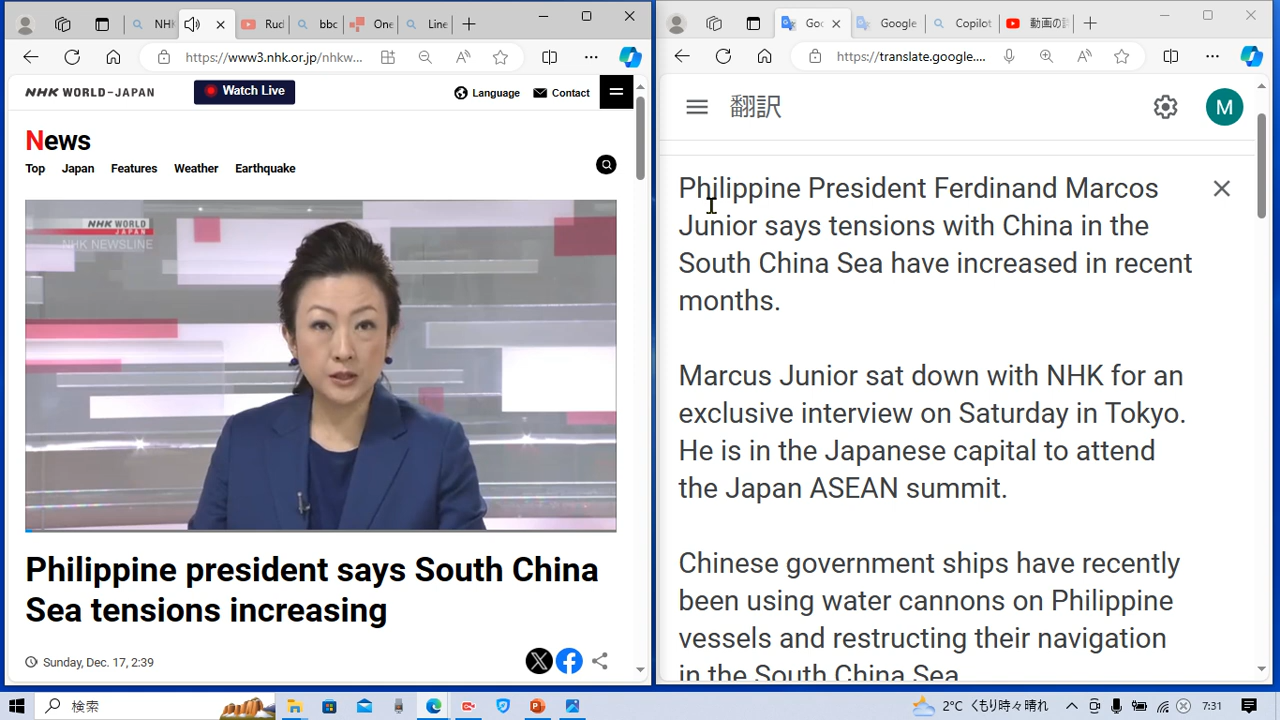 NHK
Ruc
bbc
One
Line
Goo
Google
Copilot
動画の
https://www3.nhk.or.jp/nhkw...
https://translate.google....
NHK WORLD-JAPAN
Watch Live
Language
Contact
News
Top
Japan
Features
Weather
Earthquake
NHK WORLD
JAPAN
NHK NEWSLINE
Philippine president says South China
Sea tensions increasing
Sunday, Dec. 17, 2:39
翻訳
M
Philippine President Ferdinand Marcos
Junior says tensions with China in the
South China Sea have increased in recent
months.
Marcus Junior sat down with NHK for an
exclusive interview on Saturday in Tokyo.
He is in the Japanese capital to attend
the Japan ASEAN summit.
Chinese government ships have recently
been using water cannons on Philippine
vessels and restructing their navigation
in the South China Sea
検索
2°C くもり時々晴れ
7:31